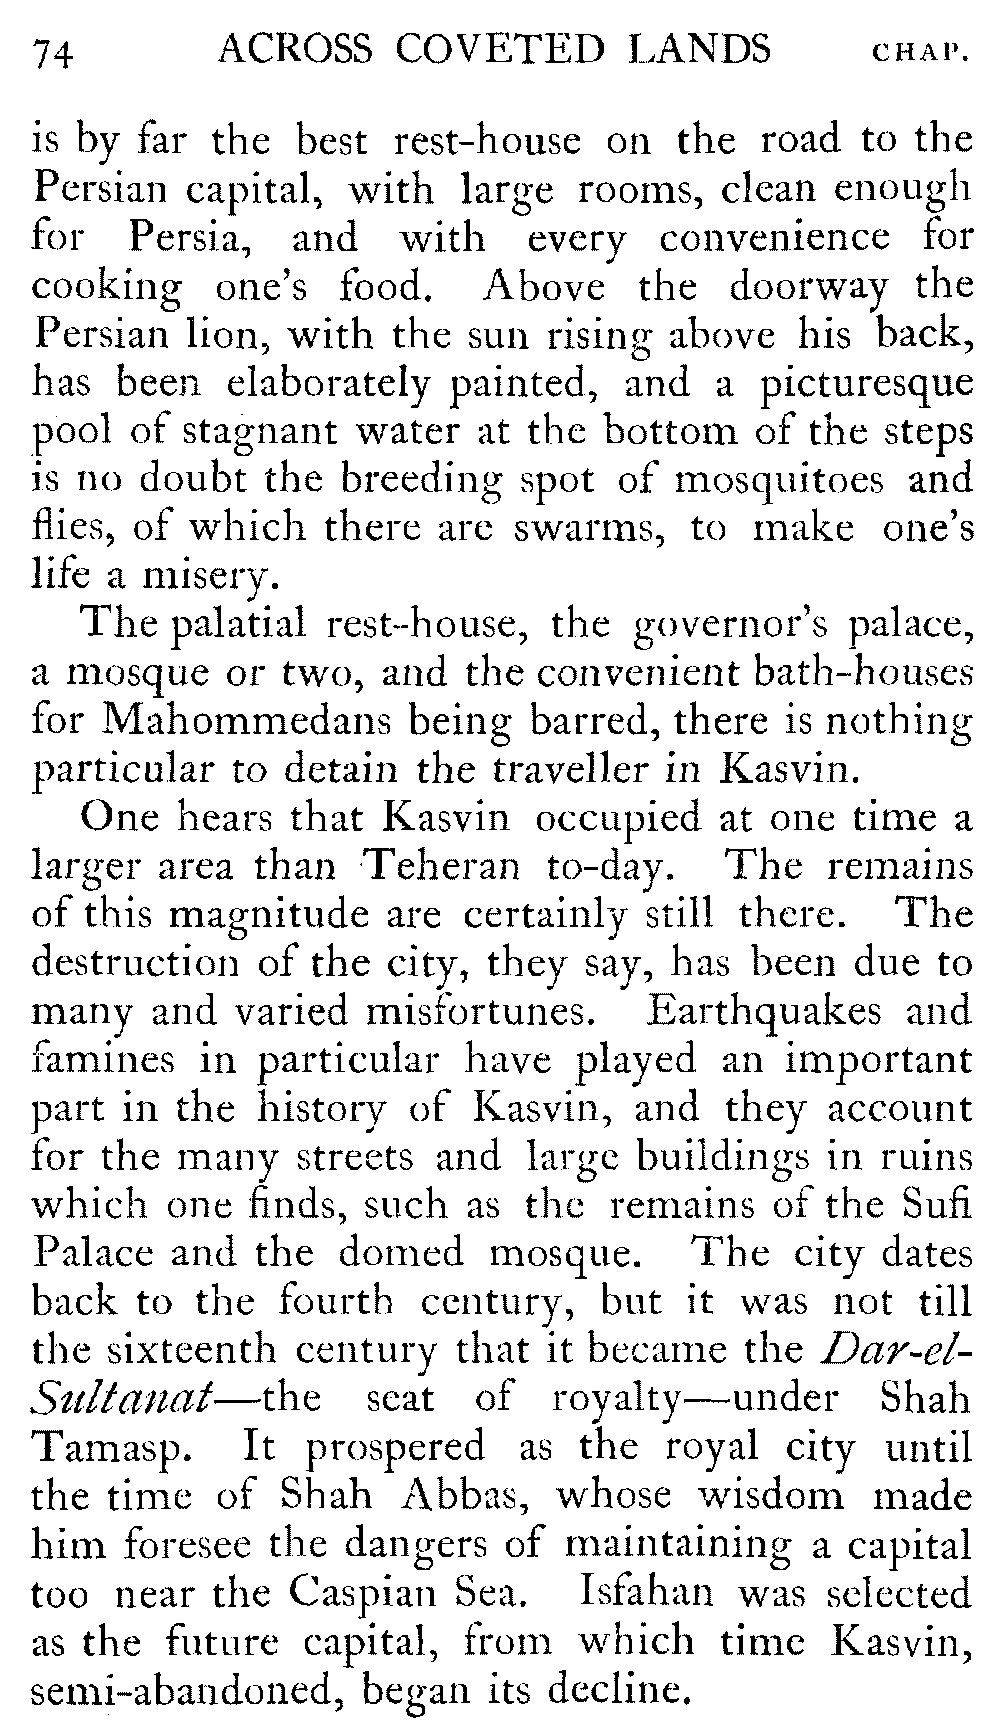 74 ACROSS COVETED LANDS CHAP.
is by far the best rest-house on the road to the
Persian capital, with large rooms, clean enough
for Persia, and with every convenience for
cooking one's food. Above the doorway the
Persian lion, with the sun rising above his back,
has been elaborately painted, and a picturesque
pool of stagnant water at the bottom of the steps
is no doubt the breeding spot of mosquitoes and
flies, of which there are swarms, to make one's
life a misery.
The palatial rest-house, the governor's palace,
a mosque or two, and the convenient bath-houses
for Mahommedans being barred, there is nothing
particular to detain the traveller in Kasvin.
One hears that Kasvin occupied at one time a
larger area than Teheran to-day. The remains
of this magnitude are certainly still there. The
destruction of the city, they say, has been due to
many and varied misfortunes. Earthquakes and
famines in particular have played an important
part in the history of Kasvin, and they account
for the many streets and large buildings in ruins
which one finds, such as the remains of the Sufi
Palace and the domed mosque. The city dates
back to the fourth century, but it was not till
the sixteenth century that it became the Dar-el-
Sultanat—the seat of royalty—under Shah
Tamasp. It prospered as the royal city until
the time of Shah Abbas, whose wisdom made
him foresee the dangers of maintaining a capital
too near the Caspian Sea. Isfahan was selected
as the future capital, from which time Kasvin,
semi-abandoned, began its decline.